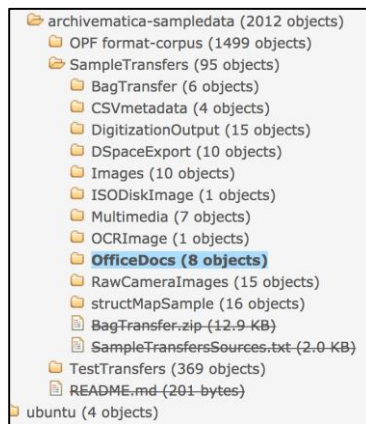 archivematica-sampledata (2012 objects)
OPF format-corpus (1499 objects)
SampleTransfers (95 objects)
BagTransfer (6 objects)
CSVmetadata (4 objects)
DigitizationOutput (15 objects)
DSpaceExport (10 objects)
Images (10 objects)
ISODiskImage (1 objects)
Multimedia (7 objects)
OCRImage (1 objects)
OfficeDocs (8 objects)
RawCameraImages (15 objects)
structMapSample (16 objects)
BagTransfer.zip (12.9 KB)
SampleTransfersSources.txt (2.0 KB)
TestTransfers (369 objects)
README.md (201 bytes)
ubuntu (4 objects)